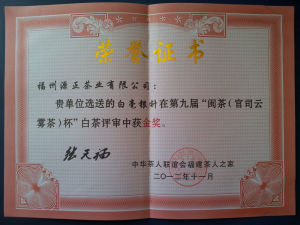 荣誉证书
福州源正茶业有限公司：
贵单位选送的白毫银针在第九届“闽茶（官司云
雾茶）杯”白茶评审中获金奖。
张天福
中华茶人联谊会福建茶人之家
二〇一二年十一月